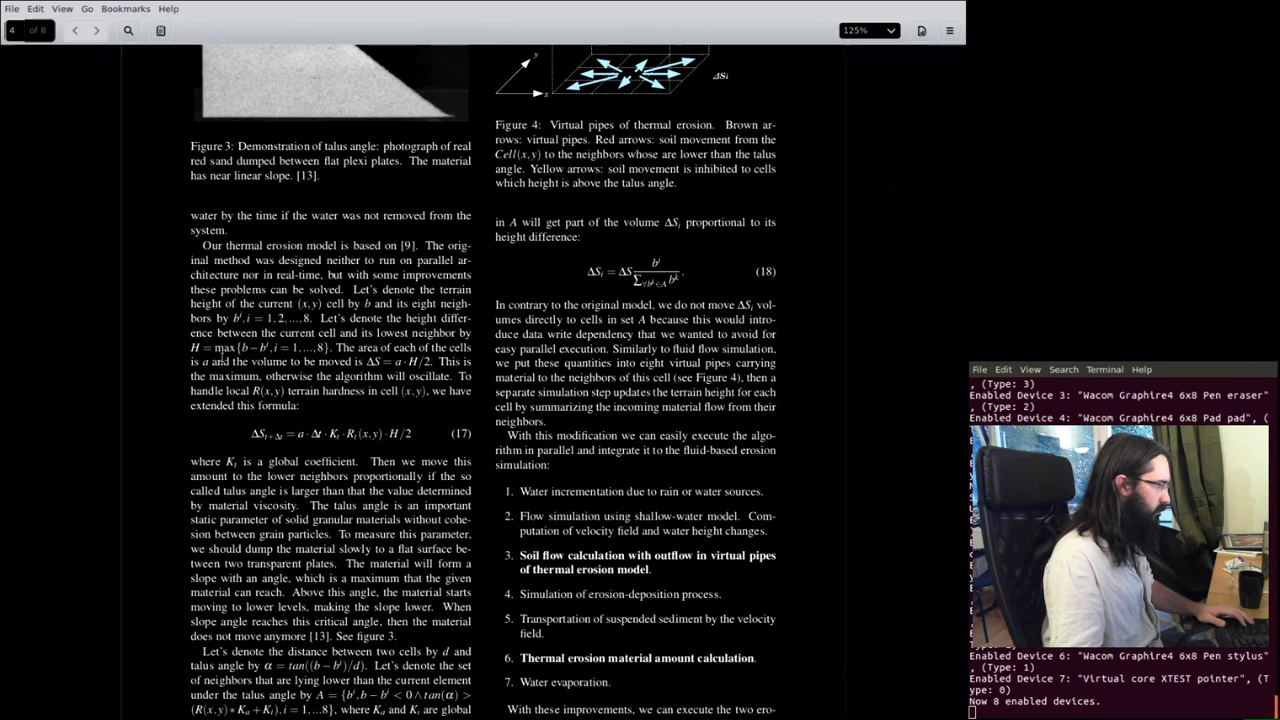 File Edit View Go Bookmarks Help
4 of 8
125%
y
x
ΔSi
Figure 3: Demonstration of talus angle: photograph of real
red sand dumped between flat plexi plates. The material
has near linear slope. [13].
water by the time if the water was not removed from the
system.
Our thermal erosion model is based on [9]. The orig-
inal method was designed neither to run on parallel ar-
chitecture nor in real-time, but with some improvements
these problems can be solved. Let's denote the terrain
height of the current (x,y) cell by b and its eight neigh-
bors by bⁱ, i = 1,2,...,8. Let's denote the height differ-
ence between the current cell and its lowest neighbor by
H = max{b−bⁱ, i = 1,...,8}. The area of each of the cells
is a and the volume to be moved is ΔS = a·H/2. This is
the maximum, otherwise the algorithm will oscillate. To
handle local R(x,y) terrain hardness in cell (x,y), we have
extended this formula:
ΔSₜ₊Δₜ = a·Δt·Kₜ·Rₜ(x,y)·H/2 (17)
where Kₜ is a global coefficient. Then we move this
amount to the lower neighbors proportionally if the so
called talus angle is larger than that the value determined
by material viscosity. The talus angle is an important
static parameter of solid granular materials without cohe-
sion between grain particles. To measure this parameter,
we should dump the material slowly to a flat surface be-
tween two transparent plates. The material will form a
slope with an angle, which is a maximum that the given
material can reach. Above this angle, the material starts
moving to lower levels, making the slope lower. When
slope angle reaches this critical angle, then the material
does not move anymore [13]. See figure 3.
Let's denote the distance between two cells by d and
talus angle by α = tan((b−bⁱ)/d). Let's denote the set
of neighbors that are lying lower than the current element
under the talus angle by A = {bⁱ, b−bⁱ < 0 ∧ tan(α) >
(R(x,y)∗Kₐ+Kᵢ), i = 1,...8}, where Kₐ and Kᵢ are global
Figure 4: Virtual pipes of thermal erosion. Brown ar-
rows: virtual pipes. Red arrows: soil movement from the
Cell(x,y) to the neighbors whose are lower than the talus
angle. Yellow arrows: soil movement is inhibited to cells
which height is above the talus angle.
in A will get part of the volume ΔSᵢ proportional to its
height difference:
ΔSᵢ = ΔS bⁱ / ∑∀bᵏ∈A bᵏ . (18)
In contrary to the original model, we do not move ΔSᵢ vol-
umes directly to cells in set A because this would intro-
duce data write dependency that we wanted to avoid for
easy parallel execution. Similarly to fluid flow simulation,
we put these quantities into eight virtual pipes carrying
material to the neighbors of this cell (see Figure 4), then a
separate simulation step updates the terrain height for each
cell by summarizing the incoming material flow from their
neighbors.
With this modification we can easily execute the algo-
rithm in parallel and integrate it to the fluid-based erosion
simulation:
1. Water incrementation due to rain or water sources.
2. Flow simulation using shallow-water model. Com-
putation of velocity field and water height changes.
3. Soil flow calculation with outflow in virtual pipes
of thermal erosion model.
4. Simulation of erosion-deposition process.
5. Transportation of suspended sediment by the velocity
field.
6. Thermal erosion material amount calculation.
7. Water evaporation.
With these improvements, we can execute the two ero-
File Edit View Search Terminal Help
, (Type: 3)
Enabled Device 3: "Wacom Graphire4 6x8 Pen eraser"
, (Type: 2)
Enabled Device 4: "Wacom Graphire4 6x8 Pad pad", (
Enabled Device 6: "Wacom Graphire4 6x8 Pen stylus"
, (Type: 1)
Enabled Device 7: "Virtual core XTEST pointer", (T
ype: 0)
Now 8 enabled devices.